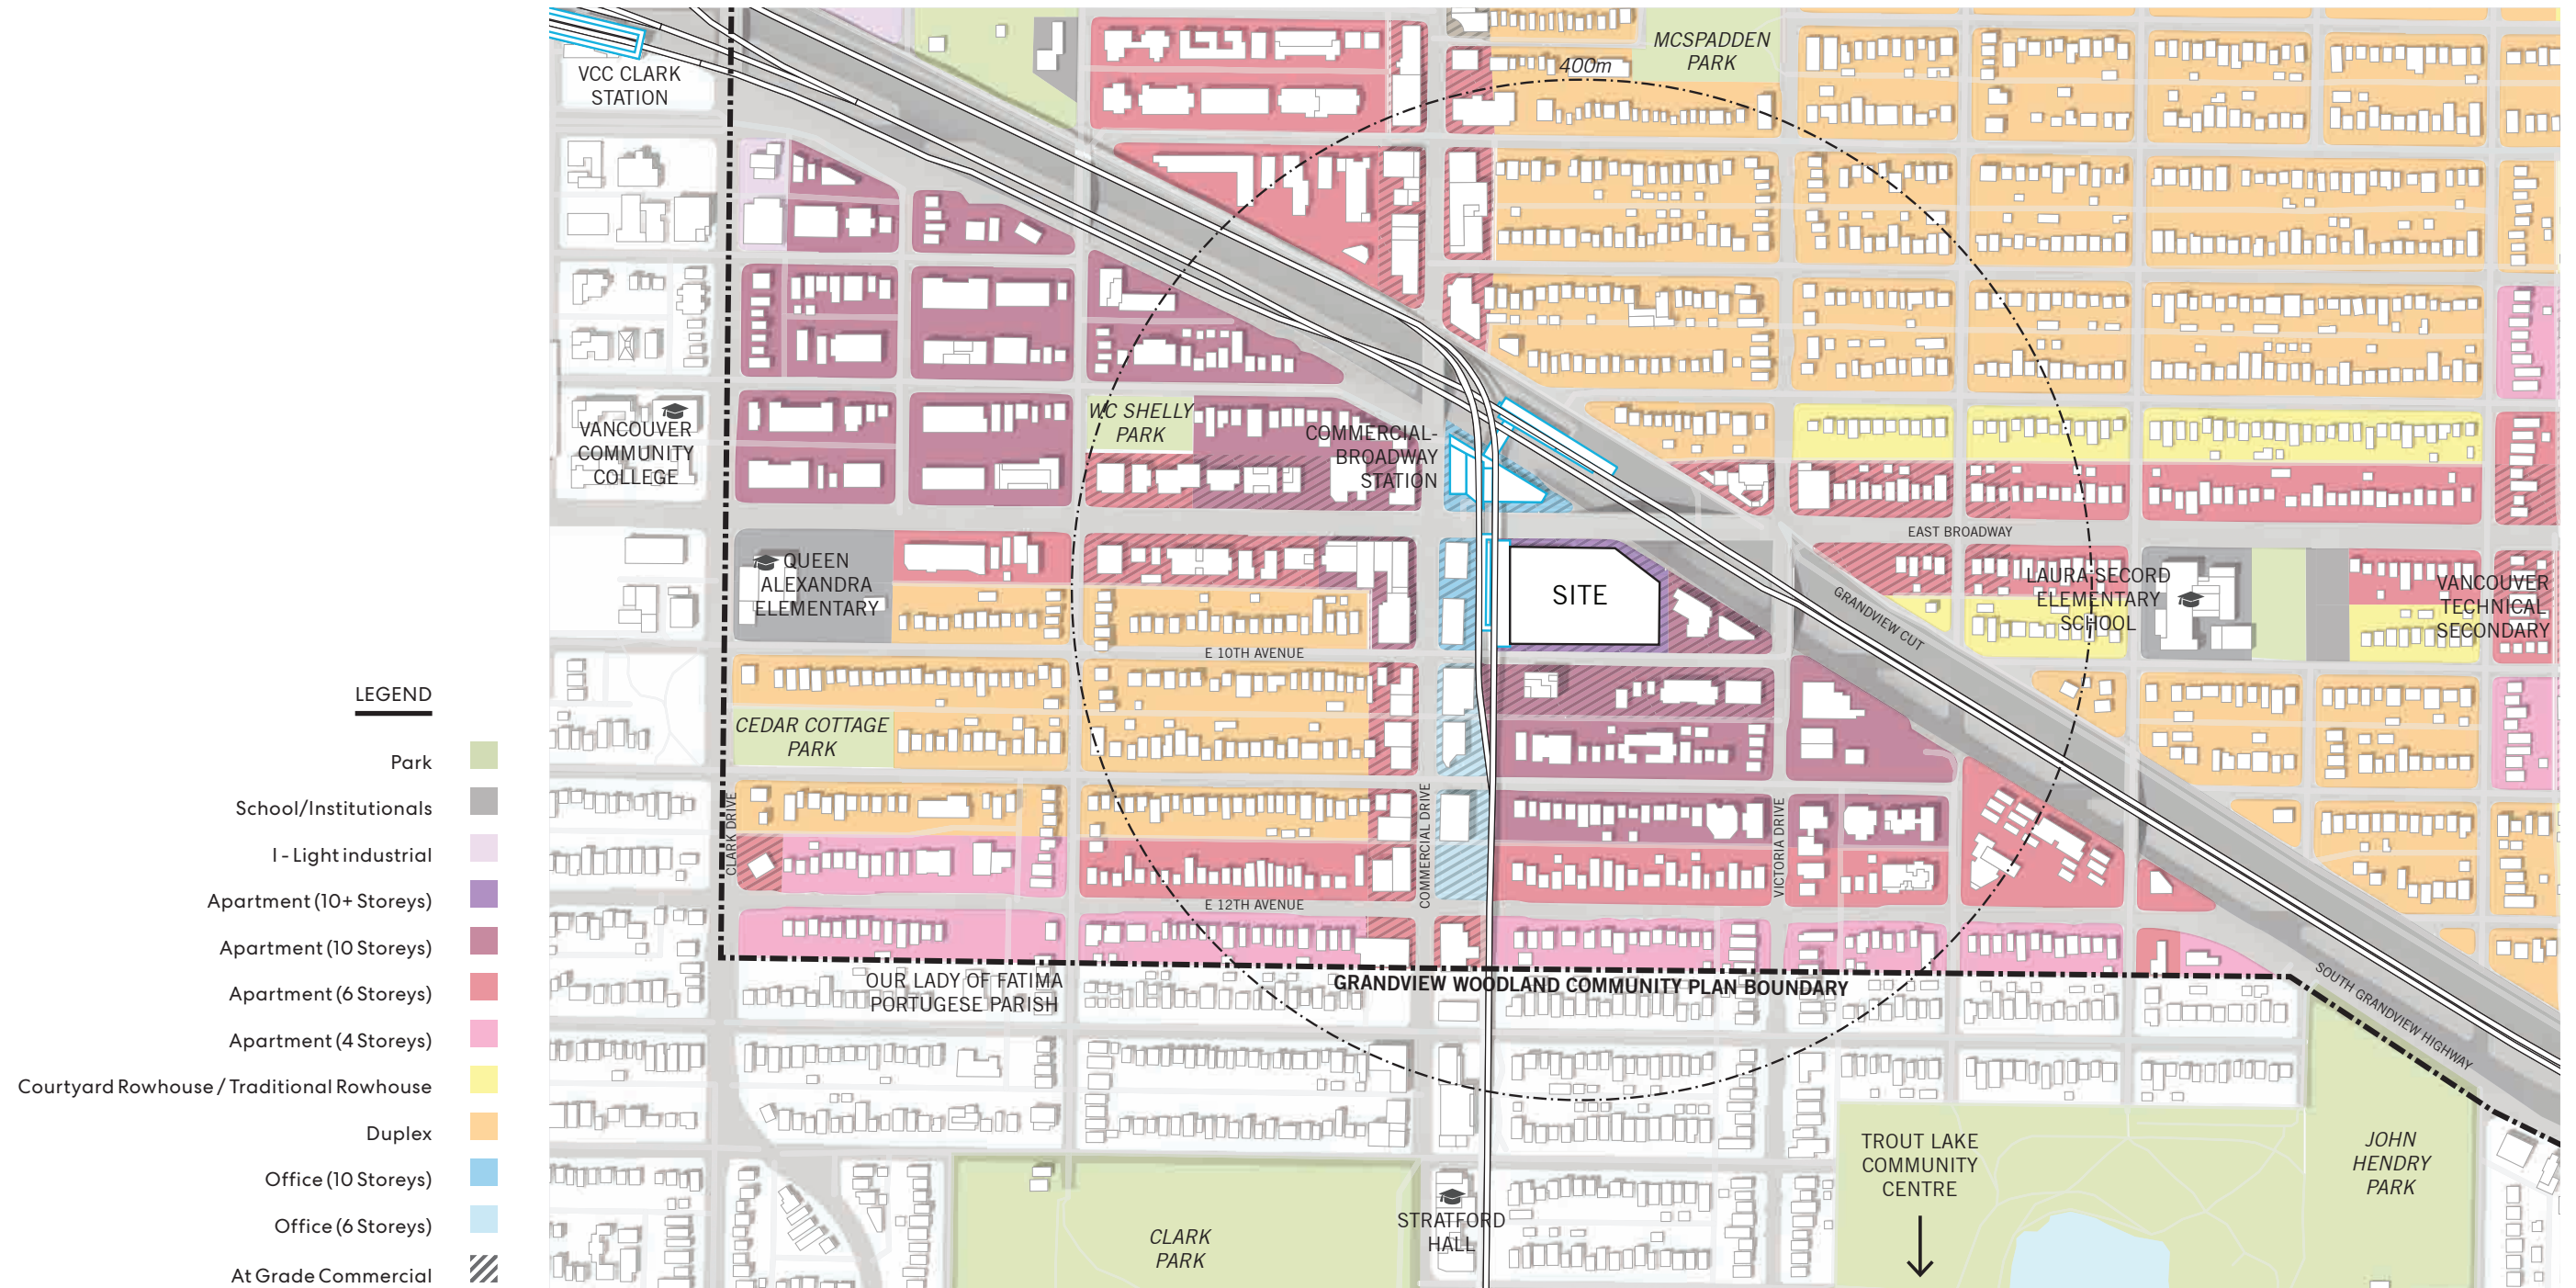 MCSPADDEN
PARK
400m
VCC CLARK
STATION
WC SHELLY
PARK
COMMERCIAL-
BROADWAY
STATION
VANCOUVER
COMMUNITY
COLLEGE
EAST BROADWAY
QUEEN
ALEXANDRA
ELEMENTARY
SITE
GRANDVIEW CUT
LAURA SECORD
ELEMENTARY
SCHOOL
VANCOUVER
TECHNICAL
SECONDARY
E 10TH AVENUE
CEDAR COTTAGE
PARK
CLARK DRIVE
COMMERCIAL DRIVE
VICTORIA DRIVE
E 12TH AVENUE
OUR LADY OF FATIMA
PORTUGESE PARISH
GRANDVIEW WOODLAND COMMUNITY PLAN BOUNDARY
SOUTH GRANDVIEW HIGHWAY
TROUT LAKE
COMMUNITY
CENTRE
JOHN
HENDRY
PARK
STRATFORD
HALL
CLARK
PARK
LEGEND
Park
School/Institutionals
I - Light industrial
Apartment (10+ Storeys)
Apartment (10 Storeys)
Apartment (6 Storeys)
Apartment (4 Storeys)
Courtyard Rowhouse / Traditional Rowhouse
Duplex
Office (10 Storeys)
Office (6 Storeys)
At Grade Commercial